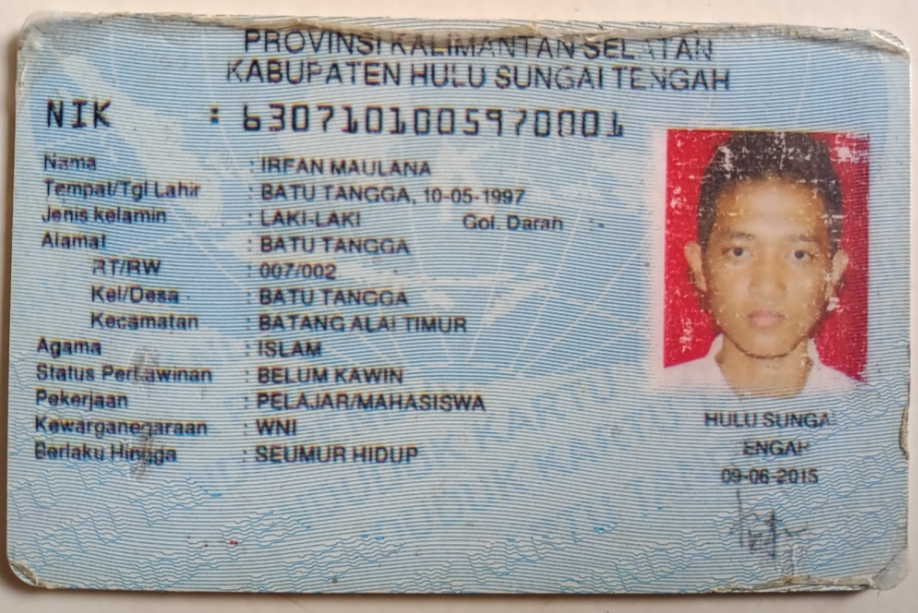 PROVINSI KALIMANTAN SELATAN
KABUPATEN HULU SUNGAI TENGAH
NIK : 6307101005970001
Nama : IRFAN MAULANA
Tempat/Tgl Lahir : BATU TANGGA, 10-05-1997
Jenis kelamin : LAKI-LAKI Gol. Darah : -
Alamat : BATU TANGGA
RT/RW : 007/002
Kel/Desa : BATU TANGGA
Kecamatan : BATANG ALAI TIMUR
Agama : ISLAM
Status Perkawinan : BELUM KAWIN
Pekerjaan : PELAJAR/MAHASISWA
Kewarganegaraan : WNI
Berlaku Hingga : SEUMUR HIDUP
HULU SUNGAI
TENGAH
09-06-2015